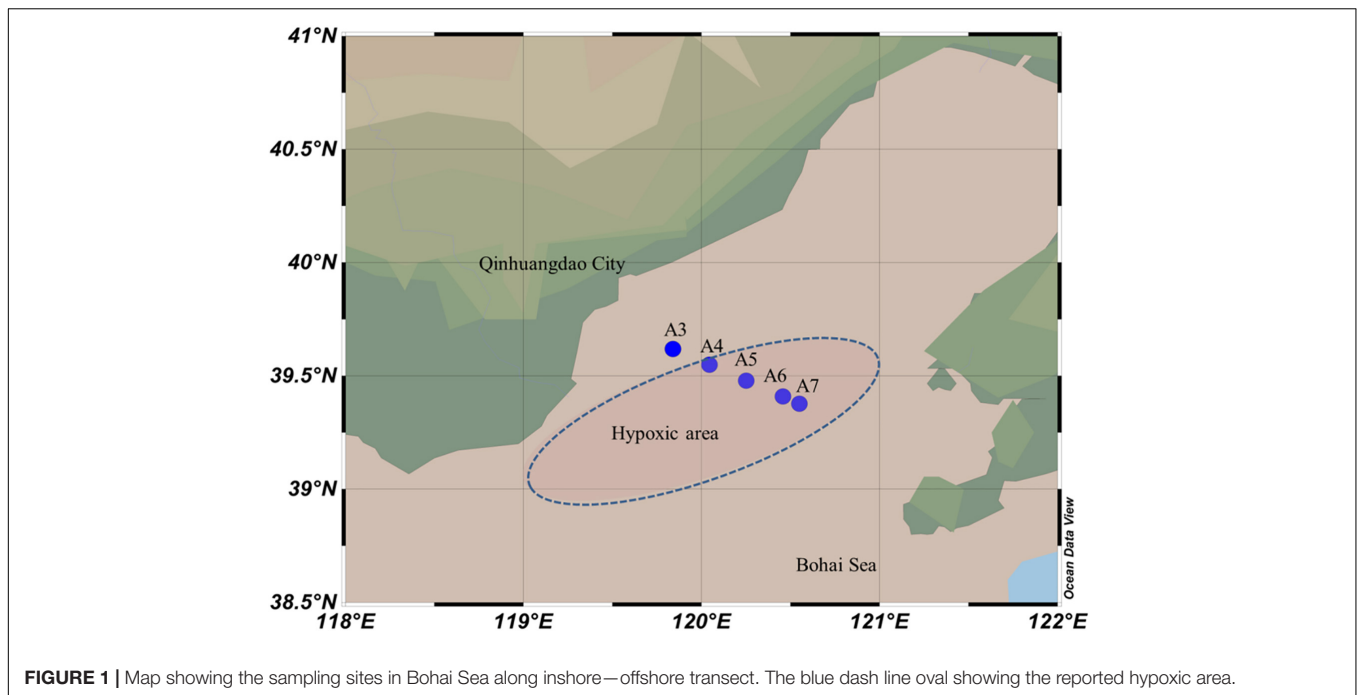 41°N
40.5°N
40°N
Qinhuangdao City
A3
A4
A5
A6
A7
39.5°N
Hypoxic area
39°N
Bohai Sea
Ocean Data View
38.5°N
118°E 119°E 120°E 121°E 122°E
FIGURE 1 | Map showing the sampling sites in Bohai Sea along inshore—offshore transect. The blue dash line oval showing the reported hypoxic area.